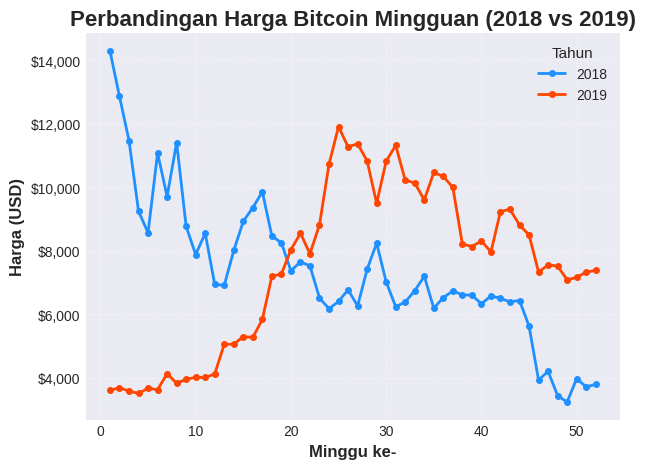 Perbandingan Harga Bitcoin Mingguan (2018 vs 2019)
Harga (USD)
$14,000
$12,000
$10,000
$8,000
$6,000
$4,000
Tahun
2018
2019
0 10 20 30 40 50
Minggu ke-